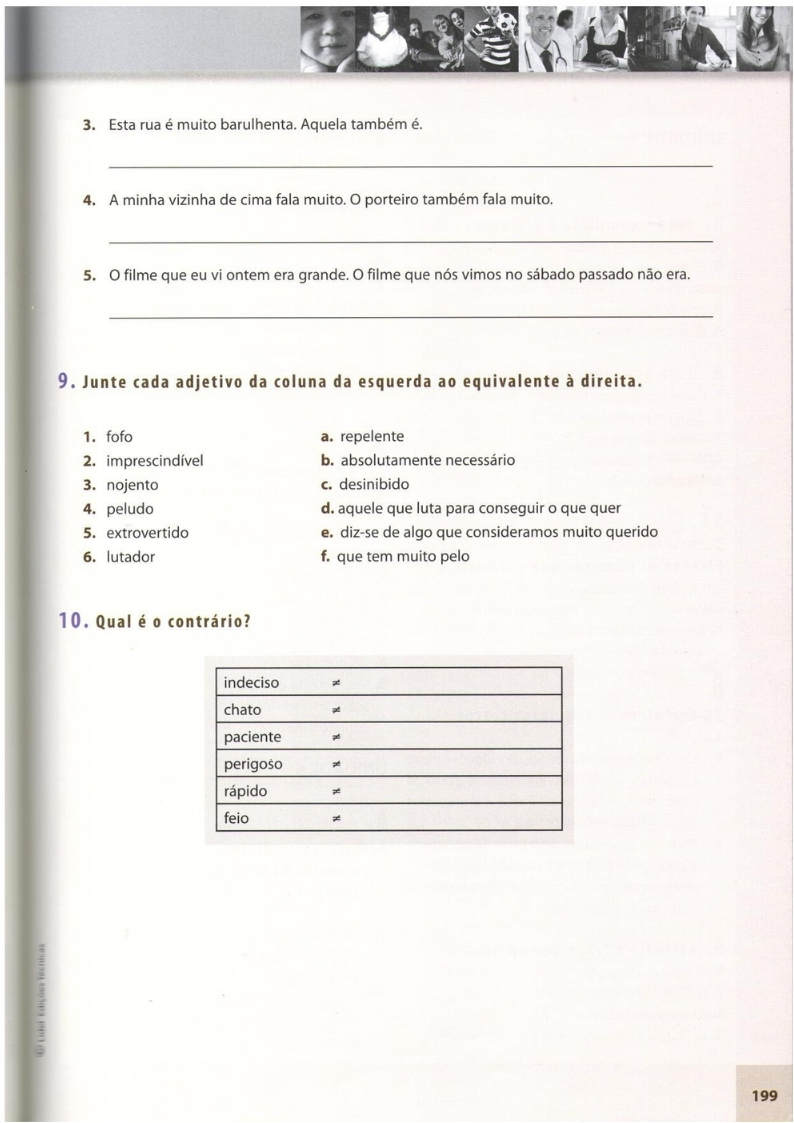 3. Esta rua é muito barulhenta. Aquela também é.
4. A minha vizinha de cima fala muito. O porteiro também fala muito.
5. O filme que eu vi ontem era grande. O filme que nós vimos no sábado passado não era.
9. Junte cada adjetivo da coluna da esquerda ao equivalente à direita.
1. fofo a. repelente
2. imprescindível b. absolutamente necessário
3. nojento c. desinibido
4. peludo d. aquele que luta para conseguir o que quer
5. extrovertido e. diz-se de algo que consideramos muito querido
6. lutador f. que tem muito pelo
10. Qual é o contrário?
indeciso ≠
chato ≠
paciente ≠
perigoso ≠
rápido ≠
feio ≠
© Lidel Edições Técnicas
199